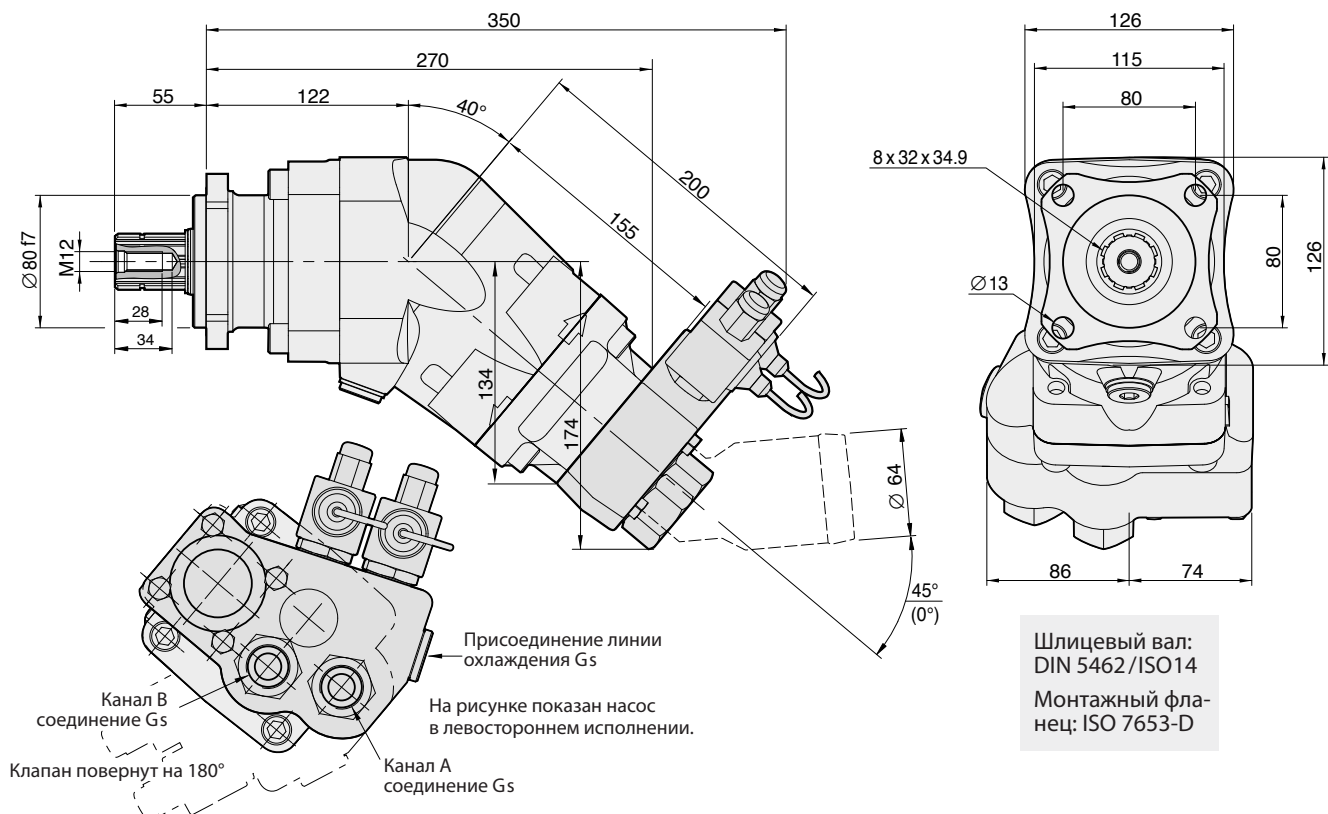 350
126
270
115
55
122
40°
80
8 x 32 x 34.9
200
155
Ø 80 f7
M12
80
126
Ø 13
28
34
134
174
Ø 64
86
74
45°
(0°)
Присоединение линии
охлаждения Gs
Шлицевый вал:
DIN 5462/ISO14
Монтажный фла-
нец: ISO 7653-D
Канал B
соединение Gs
На рисунке показан насос
в левостороннем исполнении.
Клапан повернут на 180°
Канал A
соединение Gs